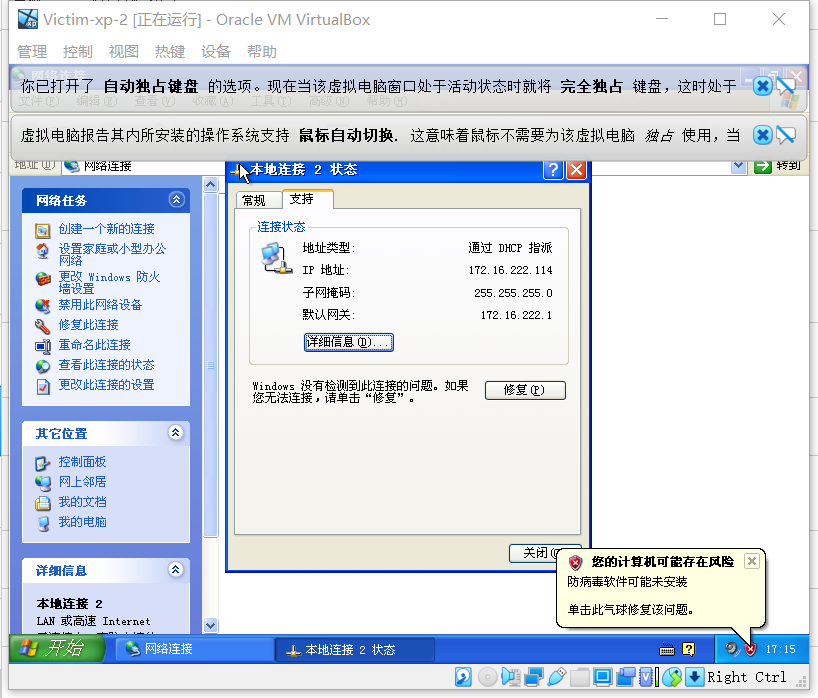 Victim-xp-2 [正在运行] - Oracle VM VirtualBox
管理 控制 视图 热键 设备 帮助
你已打开了 自动独占键盘 的选项。现在当该虚拟电脑窗口处于活动状态时就将 完全独占 键盘，这时处于
文件(F) 编辑(E) 查看(V) 收藏(A) 工具(T) 高级(N) 帮助(H)
虚拟电脑报告其内所安装的操作系统支持 鼠标自动切换. 这意味着鼠标不需要为该虚拟电脑 独占 使用，当
地址(D) 网络连接 转到
本地连接 2 状态
常规 支持
连接状态
地址类型: 通过 DHCP 指派
IP 地址: 172.16.222.114
子网掩码: 255.255.255.0
默认网关: 172.16.222.1
详细信息(D)...
Windows 没有检测到此连接的问题。如果
您无法连接，请单击“修复”。
修复(P)
关闭(
网络任务
创建一个新的连接
设置家庭或小型办公
网络
更改 Windows 防火
墙设置
禁用此网络设备
修复此连接
重命名此连接
查看此连接的状态
更改此连接的设置
其它位置
控制面板
网上邻居
我的文档
我的电脑
详细信息
本地连接 2
LAN 或高速 Internet
您的计算机可能存在风险
防病毒软件可能未安装
单击此气球修复该问题。
开始 网络连接 本地连接 2 状态 17:15
Right Ctrl